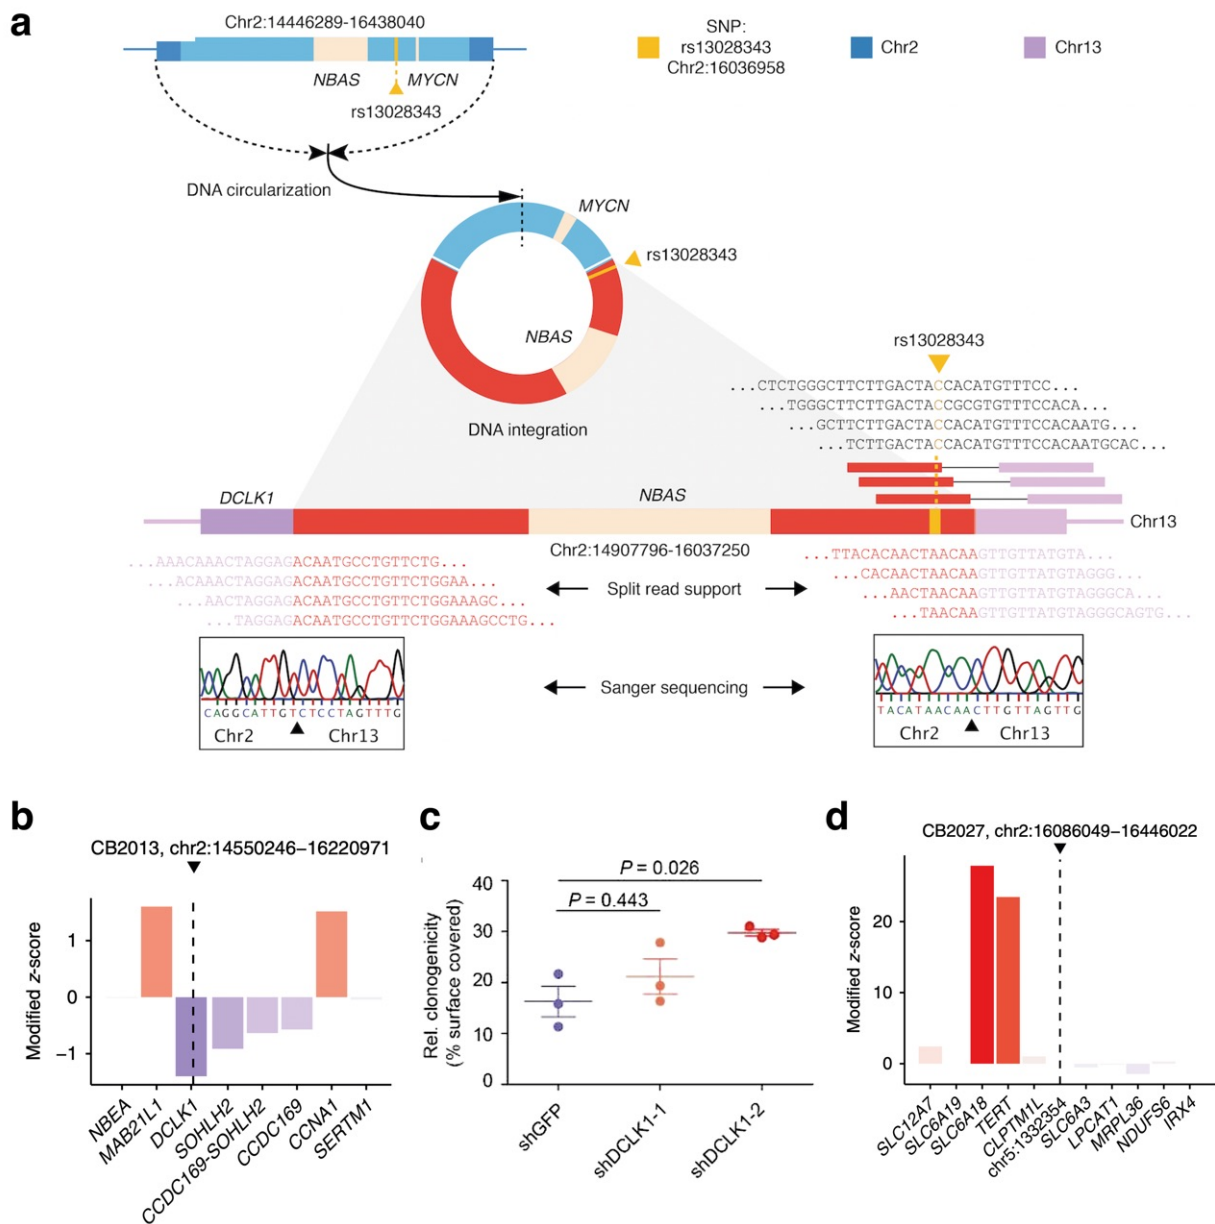 a
Chr2:14446289-16438040
NBAS
MYCN
rs13028343
SNP:
rs13028343
Chr2:16036958
Chr2
Chr13
DNA circularization
MYCN
rs13028343
NBAS
DNA integration
rs13028343
...CTCTGGGCTTCTTGACTACCACATGTTTCC...
...TGGGCTTCTTGACTACCGCGTGTTTCCACA...
...GCTTCTTGACTACCACATGTTTCCACAATG...
...TCTTGACTACCACATGTTTCCACAATGCAC...
DCLK1
NBAS
Chr13
Chr2:14907796-16037250
...AAACAAACTAGGAGACAATGCCTGTTCTG...
...ACAAACTAGGAGACAATGCCTGTTCTGGAA...
...AACTAGGAGACAATGCCTGTTCTGGAAAGC...
...TAGGAGACAATGCCTGTTCTGGAAAGCCTG...
Split read support
...TTACACAACTAACAAGTTGTTATGTA...
...CACAACTAACAAGTTGTTATGTAGGG...
...AACTAACAAGTTGTTATGTAGGGCA...
...TAACAAGTTGTTATGTAGGGCAGTG...
CAGGCATTGTCTCCTAGTTTG
Chr2 Chr13
Sanger sequencing
TACATAACAACTTGTTAGTTG
Chr2 Chr13
b
CB2013, chr2:14550246–16220971
Modified z-score
1
0
−1
NBEA
MAB21L1
DCLK1
SOHLH2
CCDC169-SOHLH2
CCDC169
CCNA1
SERTM1
c
Rel. clonogenicity
(% surface covered)
40
30
20
10
0
P = 0.026
P = 0.443
shGFP
shDCLK1-1
shDCLK1-2
d
CB2027, chr2:16086049–16446022
Modified z-score
20
10
0
SLC12A7
SLC6A19
SLC6A18
TERT
CLPTM1L
chr5:1332354
SLC6A3
LPCAT1
MRPL36
NDUFS6
IRX4